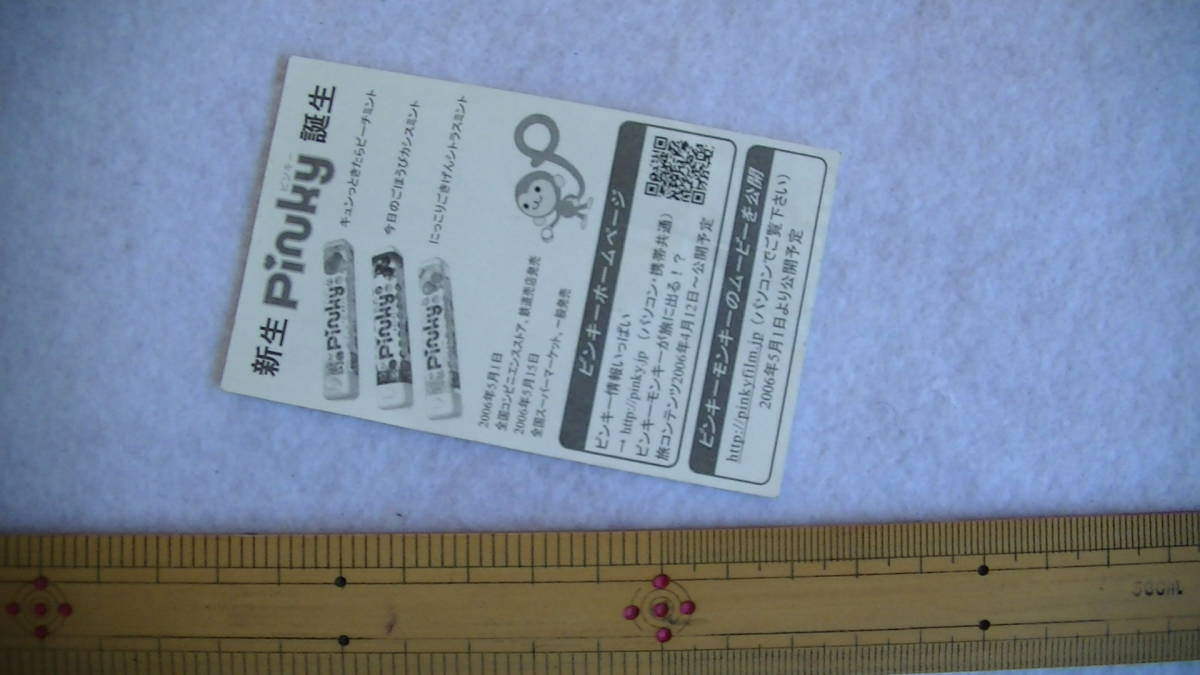 新生 Pinky 誕生
ピンキー
キュンっときたらピーチミント
今日のごほうびカシスミント
にっこりごきげんシトラスミント
Pinky
Pinky
Pinky
2006年5月1日
全国コンビニエンスストア、鉄道売店発売
2006年5月15日
全国スーパーマーケット、一般発売
ピンキーホームページ
ピンキー情報いっぱい
→ http://pinky.jp（パソコン・携帯共通）
ピンキーモンキーが旅に出る！？
旅コンテンツ2006年4月12日～公開予定
ピンキーモンキーのムービーを公開
http://pinkyfilm.jp（パソコンでご覧下さい）
2006年5月1日より公開予定